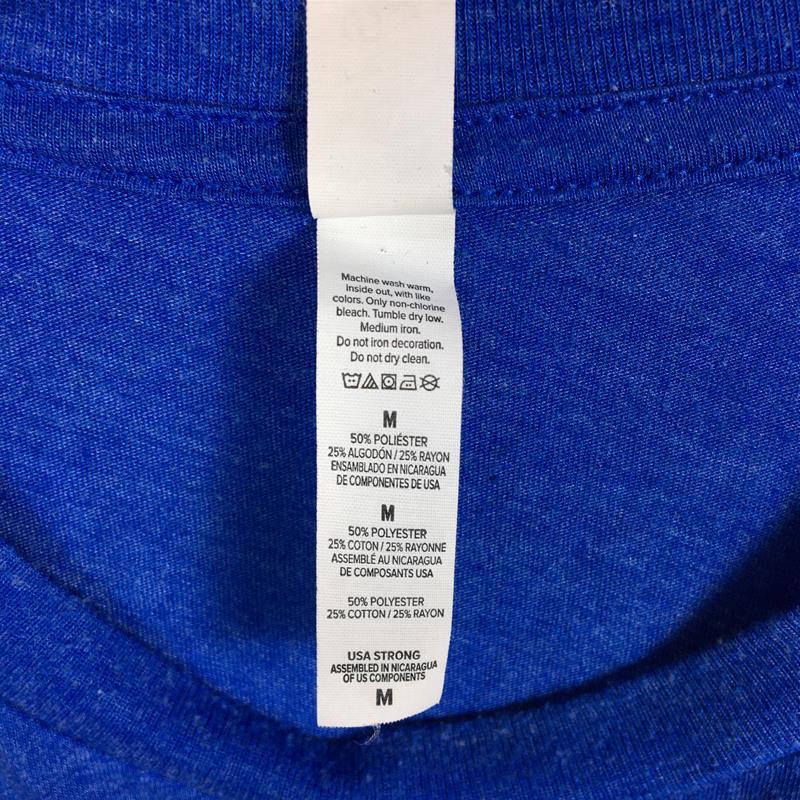 Machine wash warm,
inside out, with like
colors. Only non-chlorine
bleach. Tumble dry low.
Medium iron.
Do not iron decoration.
Do not dry clean.
M
50% POLIÉSTER
25% ALGODÓN / 25% RAYON
ENSAMBLADO EN NICARAGUA
DE COMPONENTES DE USA
M
50% POLYESTER
25% COTON / 25% RAYONNE
ASSEMBLÉ AU NICARAGUA
DE COMPOSANTS USA
50% POLYESTER
25% COTTON / 25% RAYON
USA STRONG
ASSEMBLED IN NICARAGUA
OF US COMPONENTS
M